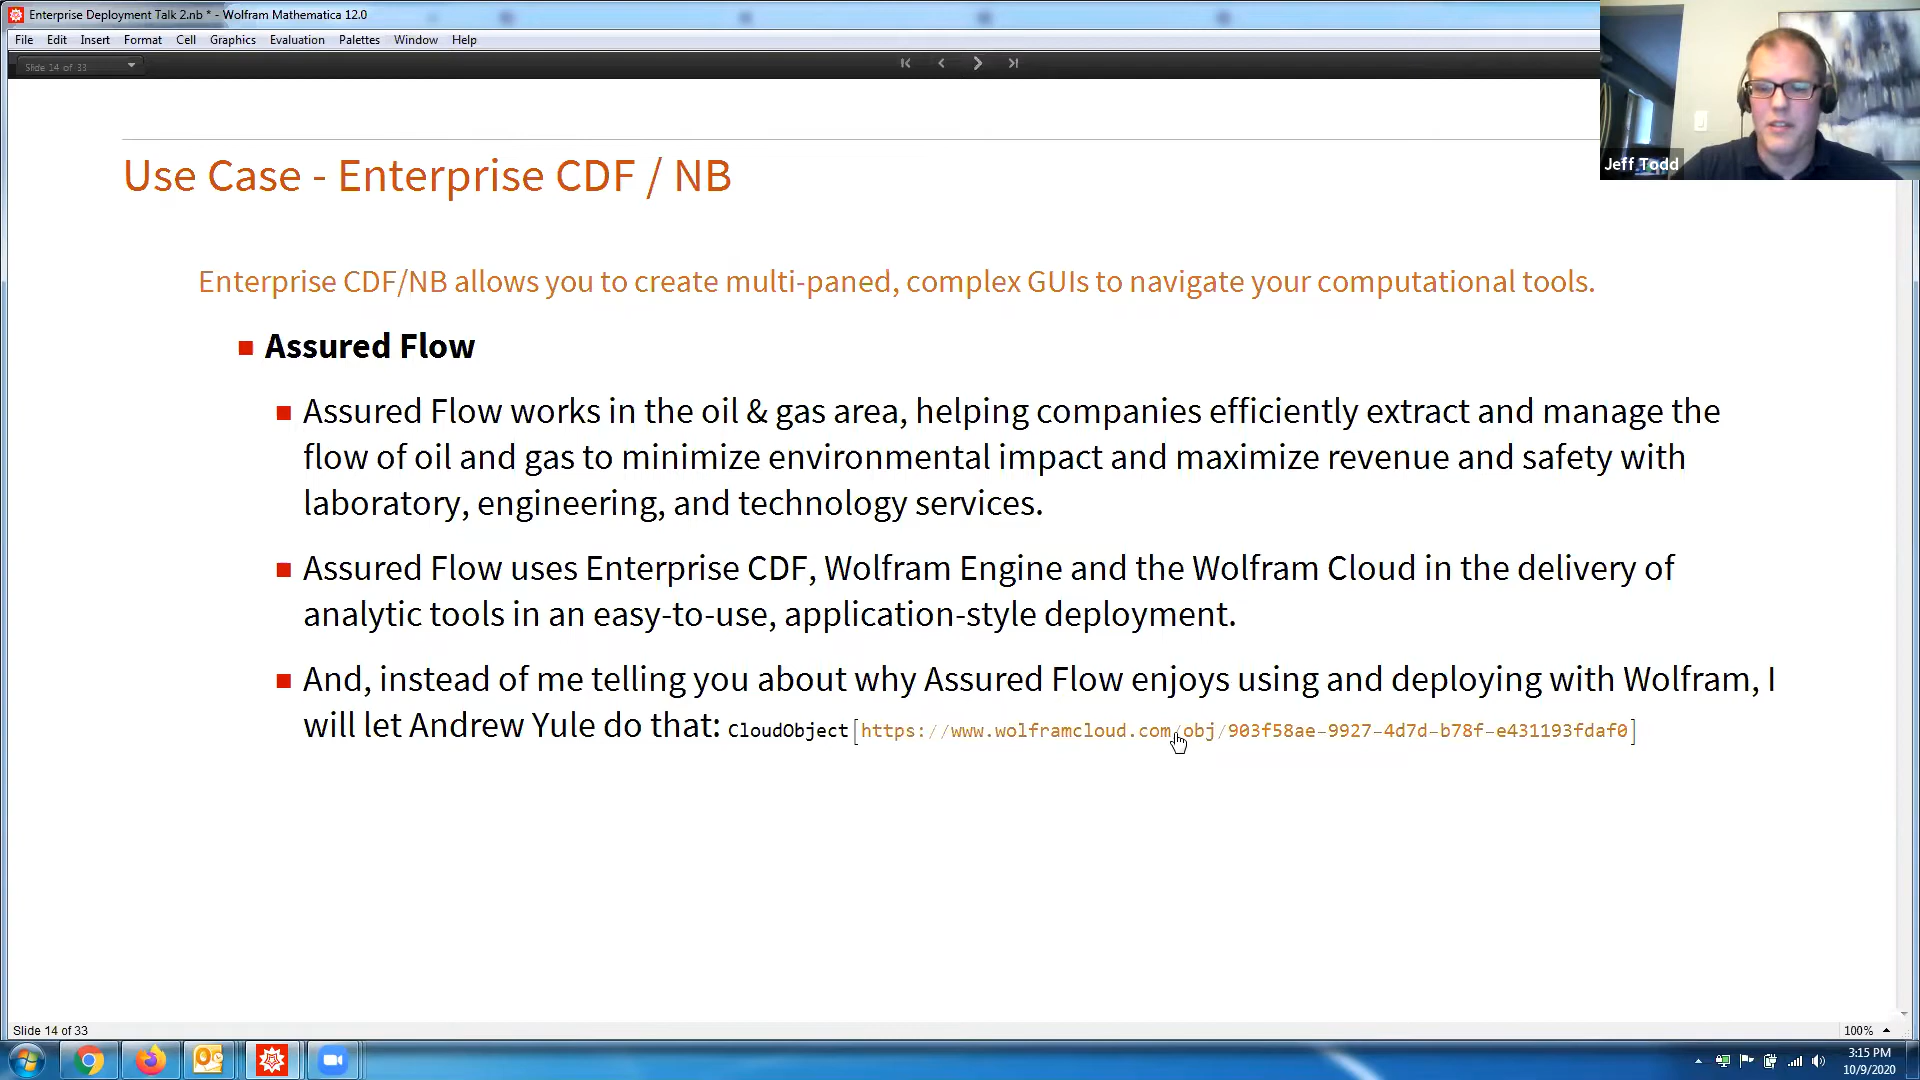 Enterprise Deployment Talk 2.nb * - Wolfram Mathematica 12.0
File Edit Insert Format Cell Graphics Evaluation Palettes Window Help
Slide 14 of 33
Jeff Todd
Use Case - Enterprise CDF / NB
Enterprise CDF/NB allows you to create multi-paned, complex GUIs to navigate your computational tools.
Assured Flow
Assured Flow works in the oil & gas area, helping companies efficiently extract and manage the
flow of oil and gas to minimize environmental impact and maximize revenue and safety with
laboratory, engineering, and technology services.
Assured Flow uses Enterprise CDF, Wolfram Engine and the Wolfram Cloud in the delivery of
analytic tools in an easy-to-use, application-style deployment.
And, instead of me telling you about why Assured Flow enjoys using and deploying with Wolfram, I
will let Andrew Yule do that: CloudObject[https://www.wolframcloud.com/obj/903f58ae-9927-4d7d-b78f-e431193fdaf0]
Slide 14 of 33
100%
3:15 PM
10/9/2020